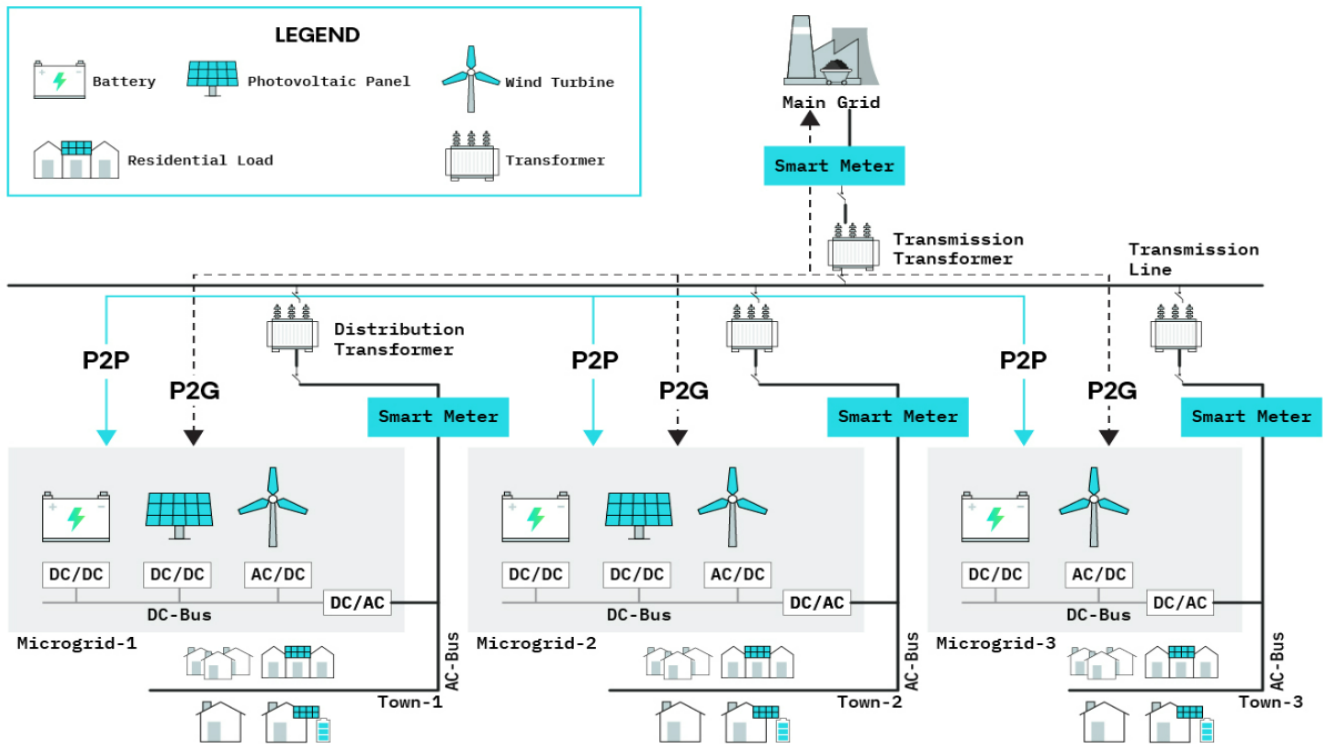 LEGEND
Battery
Photovoltaic Panel
Wind Turbine
Residential Load
Transformer
Main Grid
Smart Meter
Transmission
Transformer
Transmission
Line
Distribution
Transformer
P2P
P2G
P2P
P2G
P2P
P2G
Smart Meter
Smart Meter
Smart Meter
DC/DC
DC/DC
AC/DC
DC/AC
DC-Bus
Microgrid-1
AC-Bus
Town-1
DC/DC
DC/DC
AC/DC
DC/AC
DC-Bus
Microgrid-2
AC-Bus
Town-2
DC/DC
AC/DC
DC/AC
DC-Bus
Microgrid-3
AC-Bus
Town-3